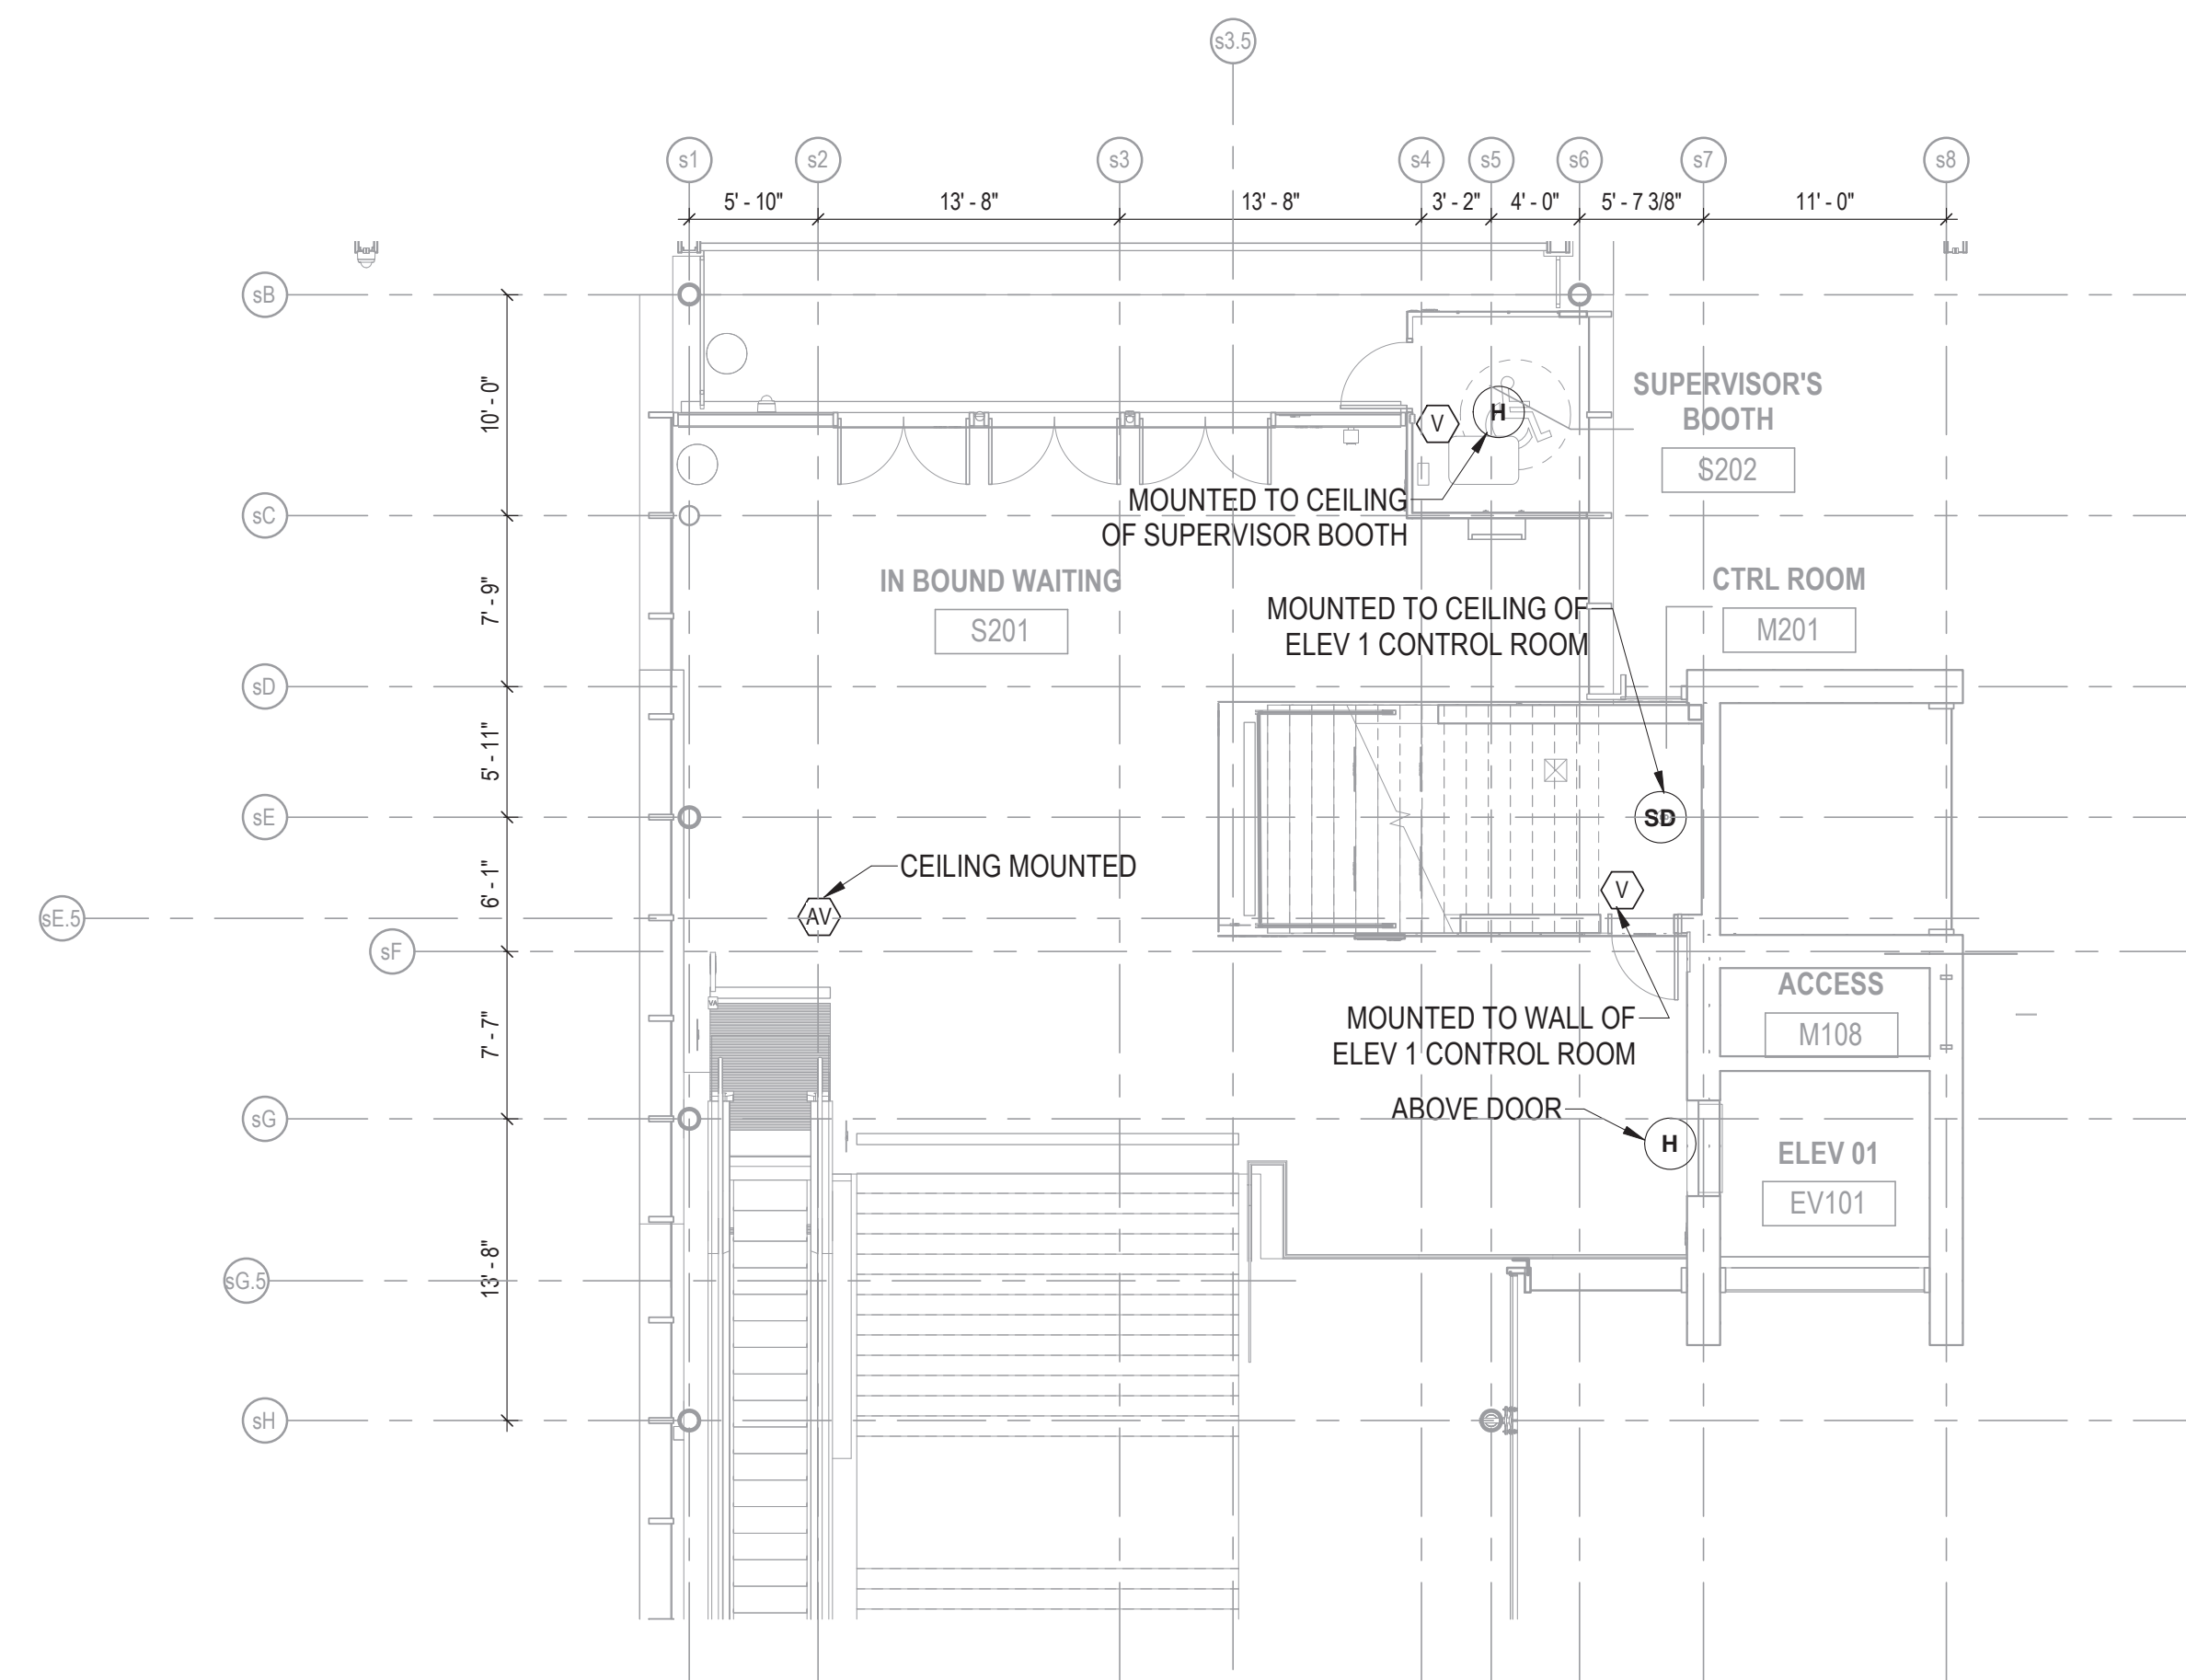 s3.5
s1
s2
s3
s4
s5
s6
s7
s8
5' - 10"
13' - 8"
13' - 8"
3' - 2"
4' - 0"
5' - 7 3/8"
11' - 0"
sB
sC
sD
sE
sE.5
sF
sG
sG.5
sH
10' - 0"
7' - 9"
5' - 11"
6' - 1"
7' - 7"
13' - 8"
SUPERVISOR'S
BOOTH
S202
V
H
MOUNTED TO CEILING
OF SUPERVISOR BOOTH
IN BOUND WAITING
S201
CTRL ROOM
M201
MOUNTED TO CEILING OF
ELEV 1 CONTROL ROOM
SD
CEILING MOUNTED
AV
V
VA
ACCESS
M108
MOUNTED TO WALL OF
ELEV 1 CONTROL ROOM
ABOVE DOOR
H
ELEV 01
EV101